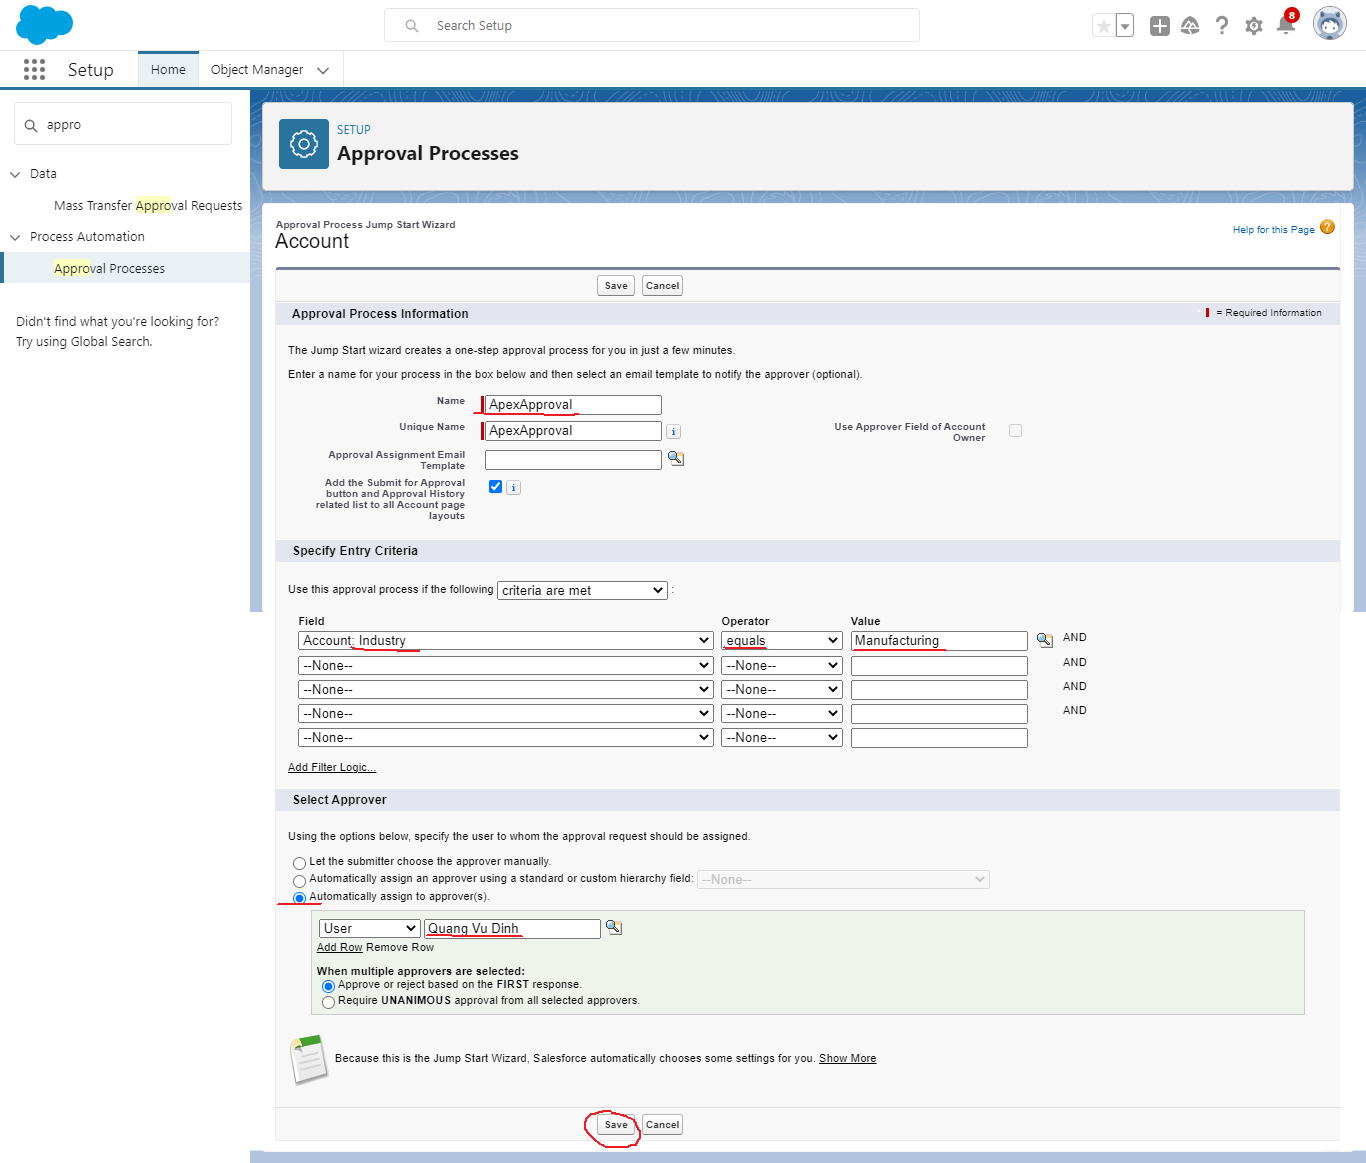 Search Setup
8
Setup
Home
Object Manager
appro
Data
Mass Transfer Approval Requests
Process Automation
Approval Processes
Didn't find what you're looking for?
Try using Global Search.
SETUP
Approval Processes
Approval Process Jump Start Wizard
Account
Help for this Page ?
Save Cancel
Approval Process Information
= Required Information
The Jump Start wizard creates a one-step approval process for you in just a few minutes.
Enter a name for your process in the box below and then select an email template to notify the approver (optional).
Name ApexApproval
Unique Name ApexApproval i
Use Approver Field of Account
Owner
Approval Assignment Email
Template
Add the Submit for Approval
button and Approval History
related list to all Account page
layouts
i
Specify Entry Criteria
Use this approval process if the following criteria are met :
Field Operator Value
Account: Industry equals Manufacturing AND
--None-- --None-- AND
--None-- --None-- AND
--None-- --None-- AND
--None-- --None--
Add Filter Logic...
Select Approver
Using the options below, specify the user to whom the approval request should be assigned.
Let the submitter choose the approver manually.
Automatically assign an approver using a standard or custom hierarchy field: --None--
Automatically assign to approver(s).
User Quang Vu Dinh
Add Row Remove Row
When multiple approvers are selected:
Approve or reject based on the FIRST response.
Require UNANIMOUS approval from all selected approvers.
Because this is the Jump Start Wizard, Salesforce automatically chooses some settings for you. Show More
Save Cancel